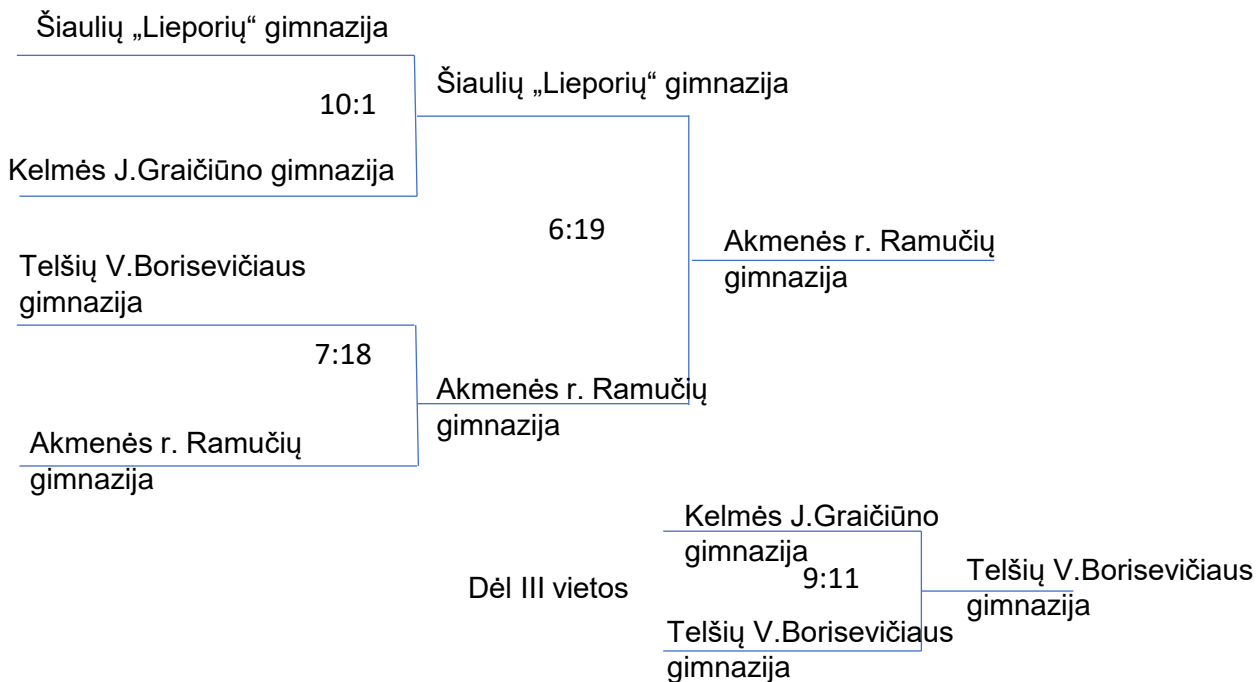 Šiaulių „Lieporių“ gimnazija
10:1
Kelmės J.Graičiūno gimnazija
Šiaulių „Lieporių“ gimnazija
6:19
Telšių V.Borisevičiaus
gimnazija
7:18
Akmenės r. Ramučių
gimnazija
Akmenės r. Ramučių
gimnazija
Akmenės r. Ramučių
gimnazija
Dėl III vietos
Kelmės J.Graičiūno
gimnazija
9:11
Telšių V.Borisevičiaus
gimnazija
Telšių V.Borisevičiaus
gimnazija